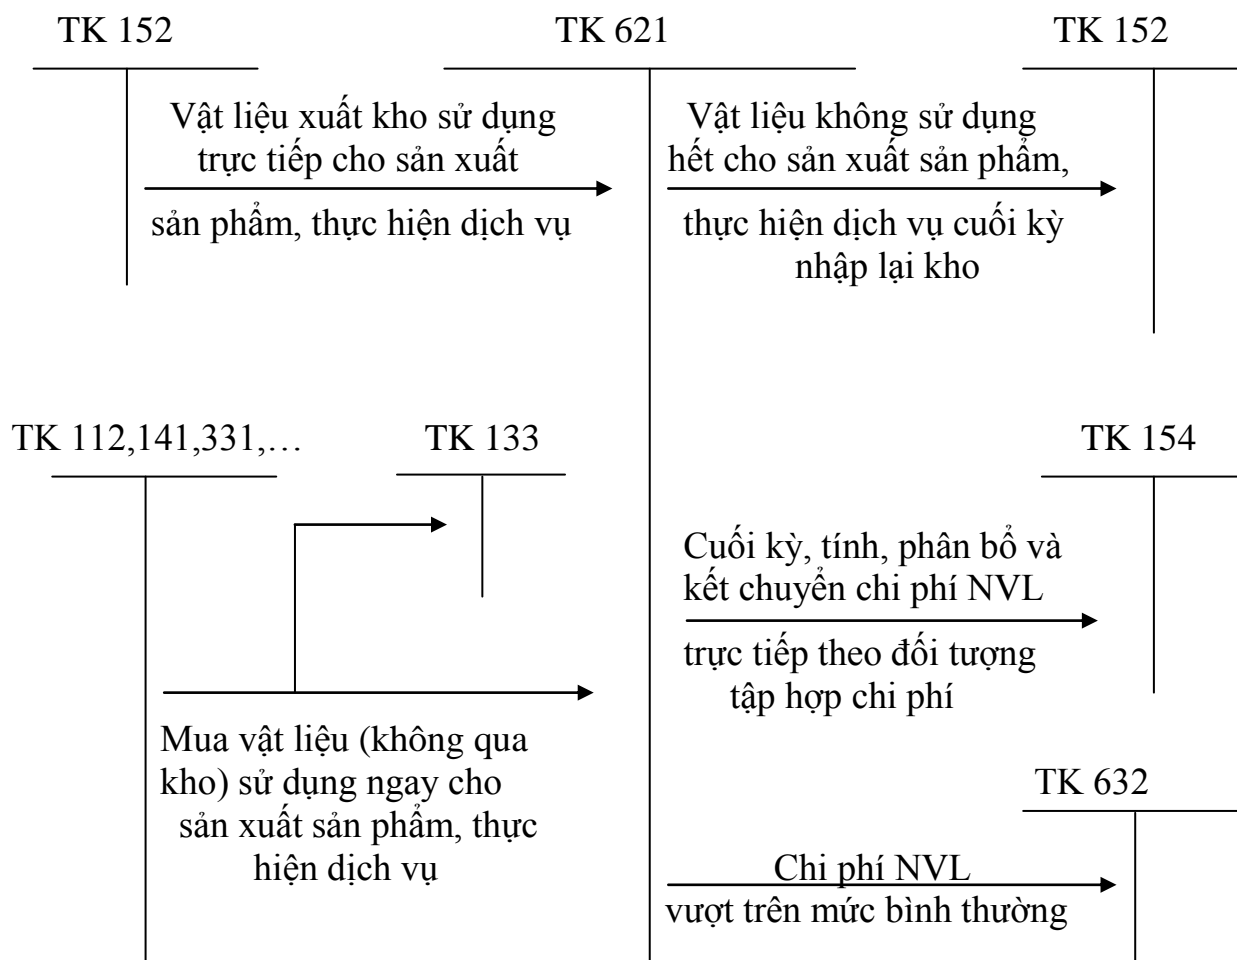 TK 152
TK 621
TK 152
Vật liệu xuất kho sử dụng
trực tiếp cho sản xuất
sản phẩm, thực hiện dịch vụ
Vật liệu không sử dụng
hết cho sản xuất sản phẩm,
thực hiện dịch vụ cuối kỳ
nhập lại kho
TK 112,141,331,…
TK 133
TK 154
Cuối kỳ, tính, phân bổ và
kết chuyển chi phí NVL
trực tiếp theo đối tượng
tập hợp chi phí
Mua vật liệu (không qua
kho) sử dụng ngay cho
sản xuất sản phẩm, thực
hiện dịch vụ
TK 632
Chi phí NVL
vượt trên mức bình thường